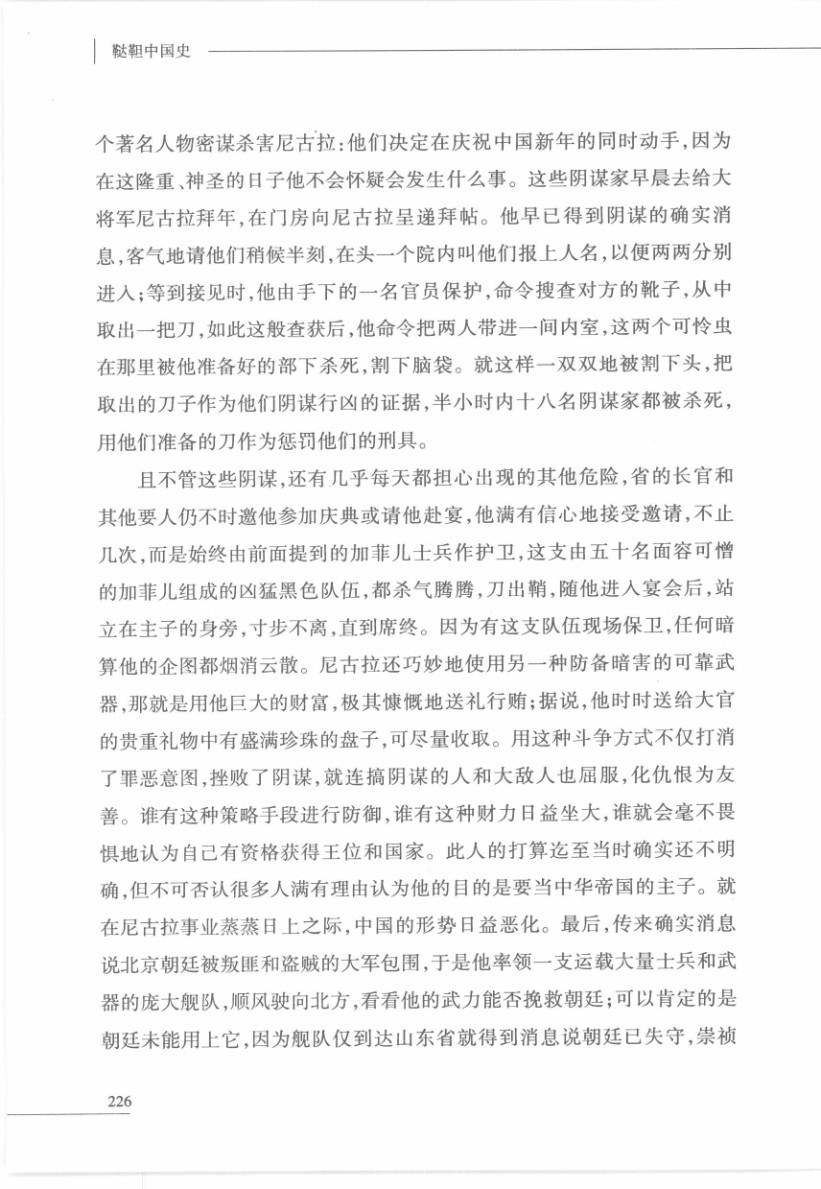 鞑靼中国史
个著名人物密谋杀害尼古拉:他们决定在庆祝中国新年的同时动手,因为
在这隆重、神圣的日子他不会怀疑会发生什么事。这些阴谋家早晨去给大
将军尼古拉拜年,在门房向尼古拉呈递拜帖。他早已得到阴谋的确实消
息,客气地请他们稍候半刻,在头一个院内叫他们报上人名,以便两两分别
进入;等到接见时,他由手下的一名官员保护,命令搜查对方的靴子,从中
取出一把刀,如此这般查获后,他命令把两人带进一间内室,这两个可怜虫
在那里被他准备好的部下杀死,割下脑袋。就这样一双双地被割下头,把
取出的刀子作为他们阴谋行凶的证据,半小时内十八名阴谋家都被杀死,
用他们准备的刀作为惩罚他们的刑具。
且不管这些阴谋,还有几乎每天都担心出现的其他危险,省的长官和
其他要人仍不时邀他参加庆典或请他赴宴,他满有信心地接受邀请,不止
几次,而是始终由前面提到的加菲儿士兵作护卫,这支由五十名面容可憎
的加菲儿组成的凶猛黑色队伍,都杀气腾腾,刀出鞘,随他进入宴会后,站
立在主子的身旁,寸步不离,直到席终。因为有这支队伍现场保卫,任何暗
算他的企图都烟消云散。尼古拉还巧妙地使用另一种防备暗害的可靠武
器,那就是用他巨大的财富,极其慷慨地送礼行贿;据说,他时时送给大官
的贵重礼物中有盛满珍珠的盘子,可尽量收取。用这种斗争方式不仅打消
了罪恶意图,挫败了阴谋,就连搞阴谋的人和大敌人也屈服,化仇恨为友
善。谁有这种策略手段进行防御,谁有这种财力日益坐大,谁就会毫不畏
惧地认为自己有资格获得王位和国家。此人的打算迄至当时确实还不明
确,但不可否认很多人满有理由认为他的目的是要当中华帝国的主子。就
在尼古拉事业蒸蒸日上之际,中国的形势日益恶化。最后,传来确实消息
说北京朝廷被叛匪和盗贼的大军包围,于是他率领一支运载大量士兵和武
器的庞大舰队,顺风驶向北方,看看他的武力能否挽救朝廷;可以肯定的是
朝廷未能用上它,因为舰队仅到达山东省就得到消息说朝廷已失守,崇祯
226